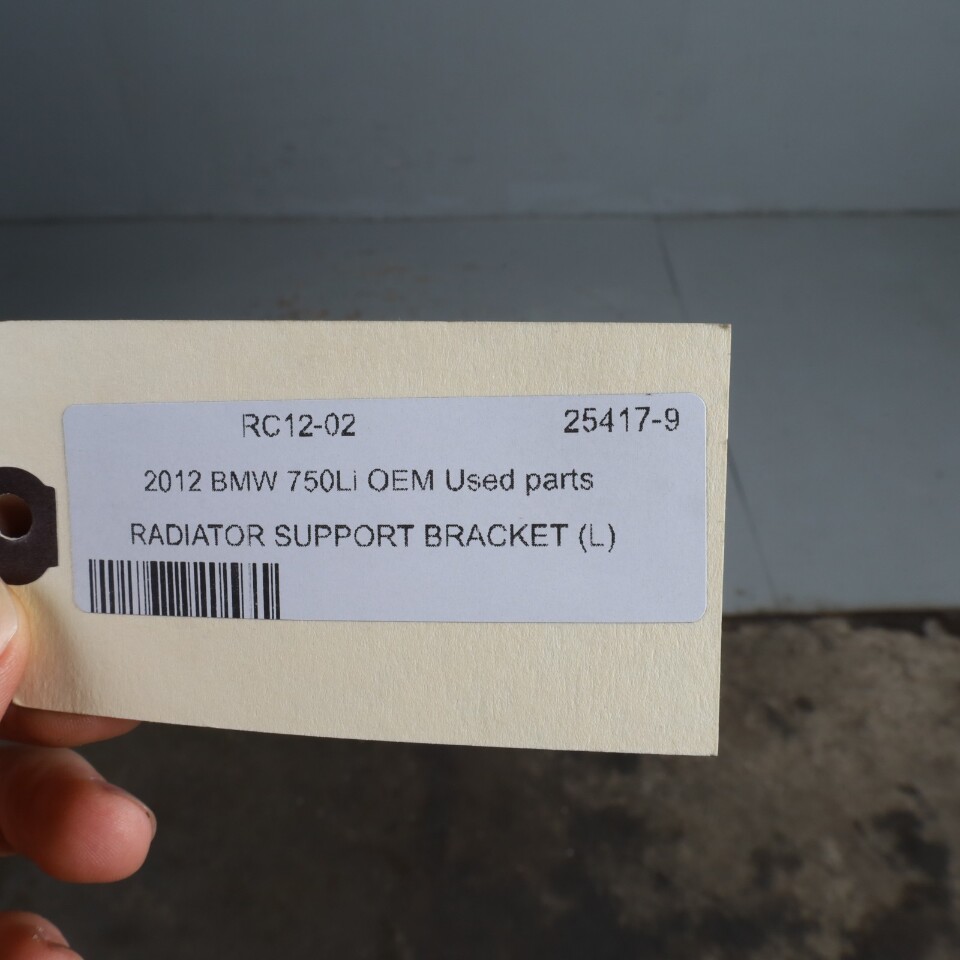 RC12-02 25417-9
2012 BMW 750Li OEM Used parts
RADIATOR SUPPORT BRACKET (L)